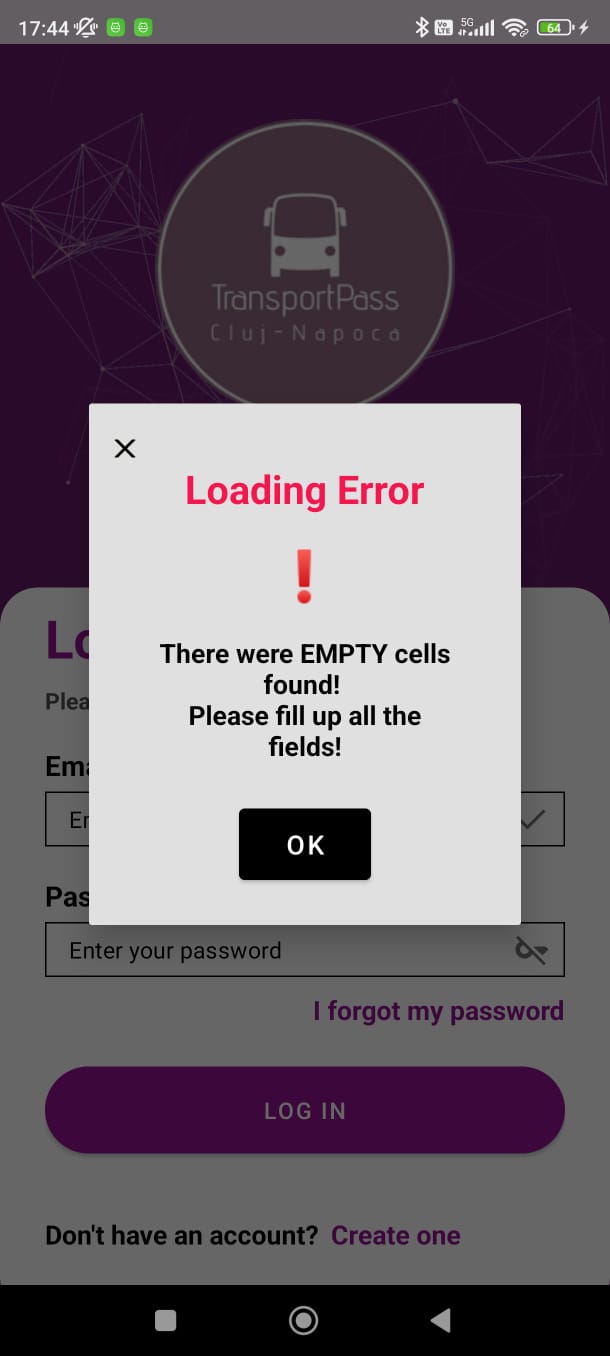 17:44
VoLTE 5G 64
TransportPass
Cluj-Napoca
Loading Error
There were EMPTY cells
found!
Please fill up all the
fields!
OK
Lo
Plea
Ema
En
Pas
Enter your password
I forgot my password
LOG IN
Don't have an account? Create one